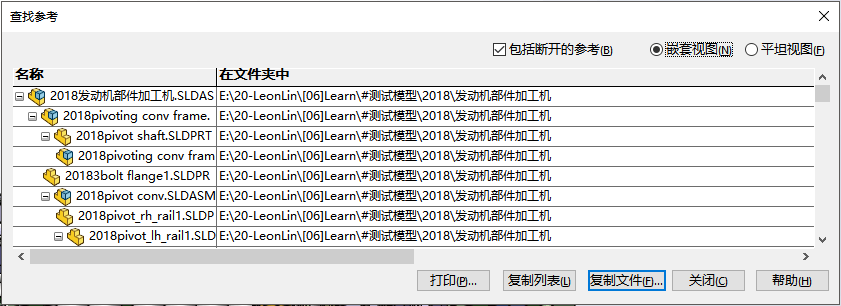 查找参考
包括断开的参考(B) 嵌套视图(N) 平坦视图(F)
名称 在文件夹中
2018发动机部件加工机.SLDAS E:\20-LeonLin\[06]Learn\#测试模型\2018\发动机部件加工机
2018pivoting conv frame. E:\20-LeonLin\[06]Learn\#测试模型\2018\发动机部件加工机
2018pivot shaft.SLDPRT E:\20-LeonLin\[06]Learn\#测试模型\2018\发动机部件加工机
2018pivoting conv fram E:\20-LeonLin\[06]Learn\#测试模型\2018\发动机部件加工机
20183bolt flange1.SLDPR E:\20-LeonLin\[06]Learn\#测试模型\2018\发动机部件加工机
2018pivot conv.SLDASM E:\20-LeonLin\[06]Learn\#测试模型\2018\发动机部件加工机
2018pivot_rh_rail1.SLDP E:\20-LeonLin\[06]Learn\#测试模型\2018\发动机部件加工机
2018pivot_lh_rail1.SLD E:\20-LeonLin\[06]Learn\#测试模型\2018\发动机部件加工机
打印(P)... 复制列表(L) 复制文件(F)... 关闭(C) 帮助(H)